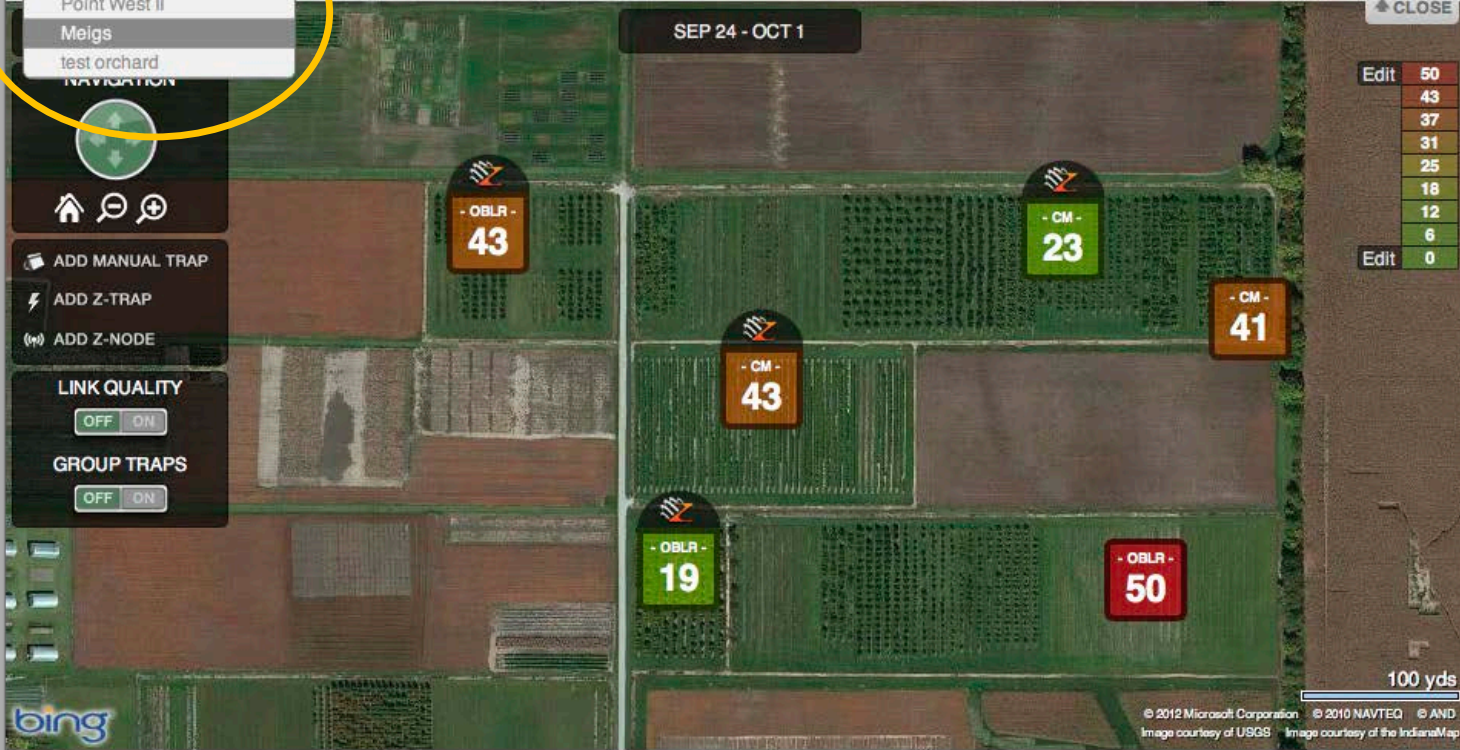 Point West II
Meigs
test orchard
SEP 24 - OCT 1
CLOSE
NAVIGATION
ADD MANUAL TRAP
ADD Z-TRAP
ADD Z-NODE
LINK QUALITY
OFF ON
GROUP TRAPS
OFF ON
Edit 50
43
37
31
25
18
12
6
Edit 0
- OBLR -
43
- CM -
23
- CM -
41
- CM -
43
- OBLR -
19
- OBLR -
50
100 yds
bing
© 2012 Microsoft Corporation © 2010 NAVTEQ © AND
Image courtesy of USGS Image courtesy of the IndianaMap